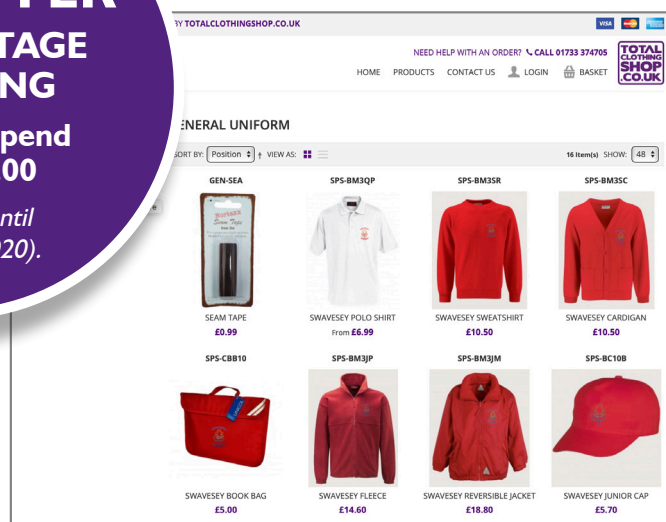 TAGE
NG
pend
.00
ntil
020).
BY TOTALCLOTHINGSHOP.CO.UK
VISA
NEED HELP WITH AN ORDER? CALL 01733 374705
TOTAL
CLOTHING
SHOP
.CO.UK
HOME PRODUCTS CONTACT US LOGIN BASKET
ENERAL UNIFORM
SORT BY: Position VIEW AS:
16 Item(s) SHOW: 48
GEN-SEA SPS-BM3QP SPS-BM3SR SPS-BM3SC
Seam Tape
SEAM TAPE SWAVESEY POLO SHIRT SWAVESEY SWEATSHIRT SWAVESEY CARDIGAN
£0.99 From £6.99 £10.50 £10.50
SPS-CBB10 SPS-BM3JP SPS-BM3JM SPS-BC10B
SWAVESEY BOOK BAG SWAVESEY FLEECE SWAVESEY REVERSIBLE JACKET SWAVESEY JUNIOR CAP
£5.00 £14.60 £18.80 £5.70